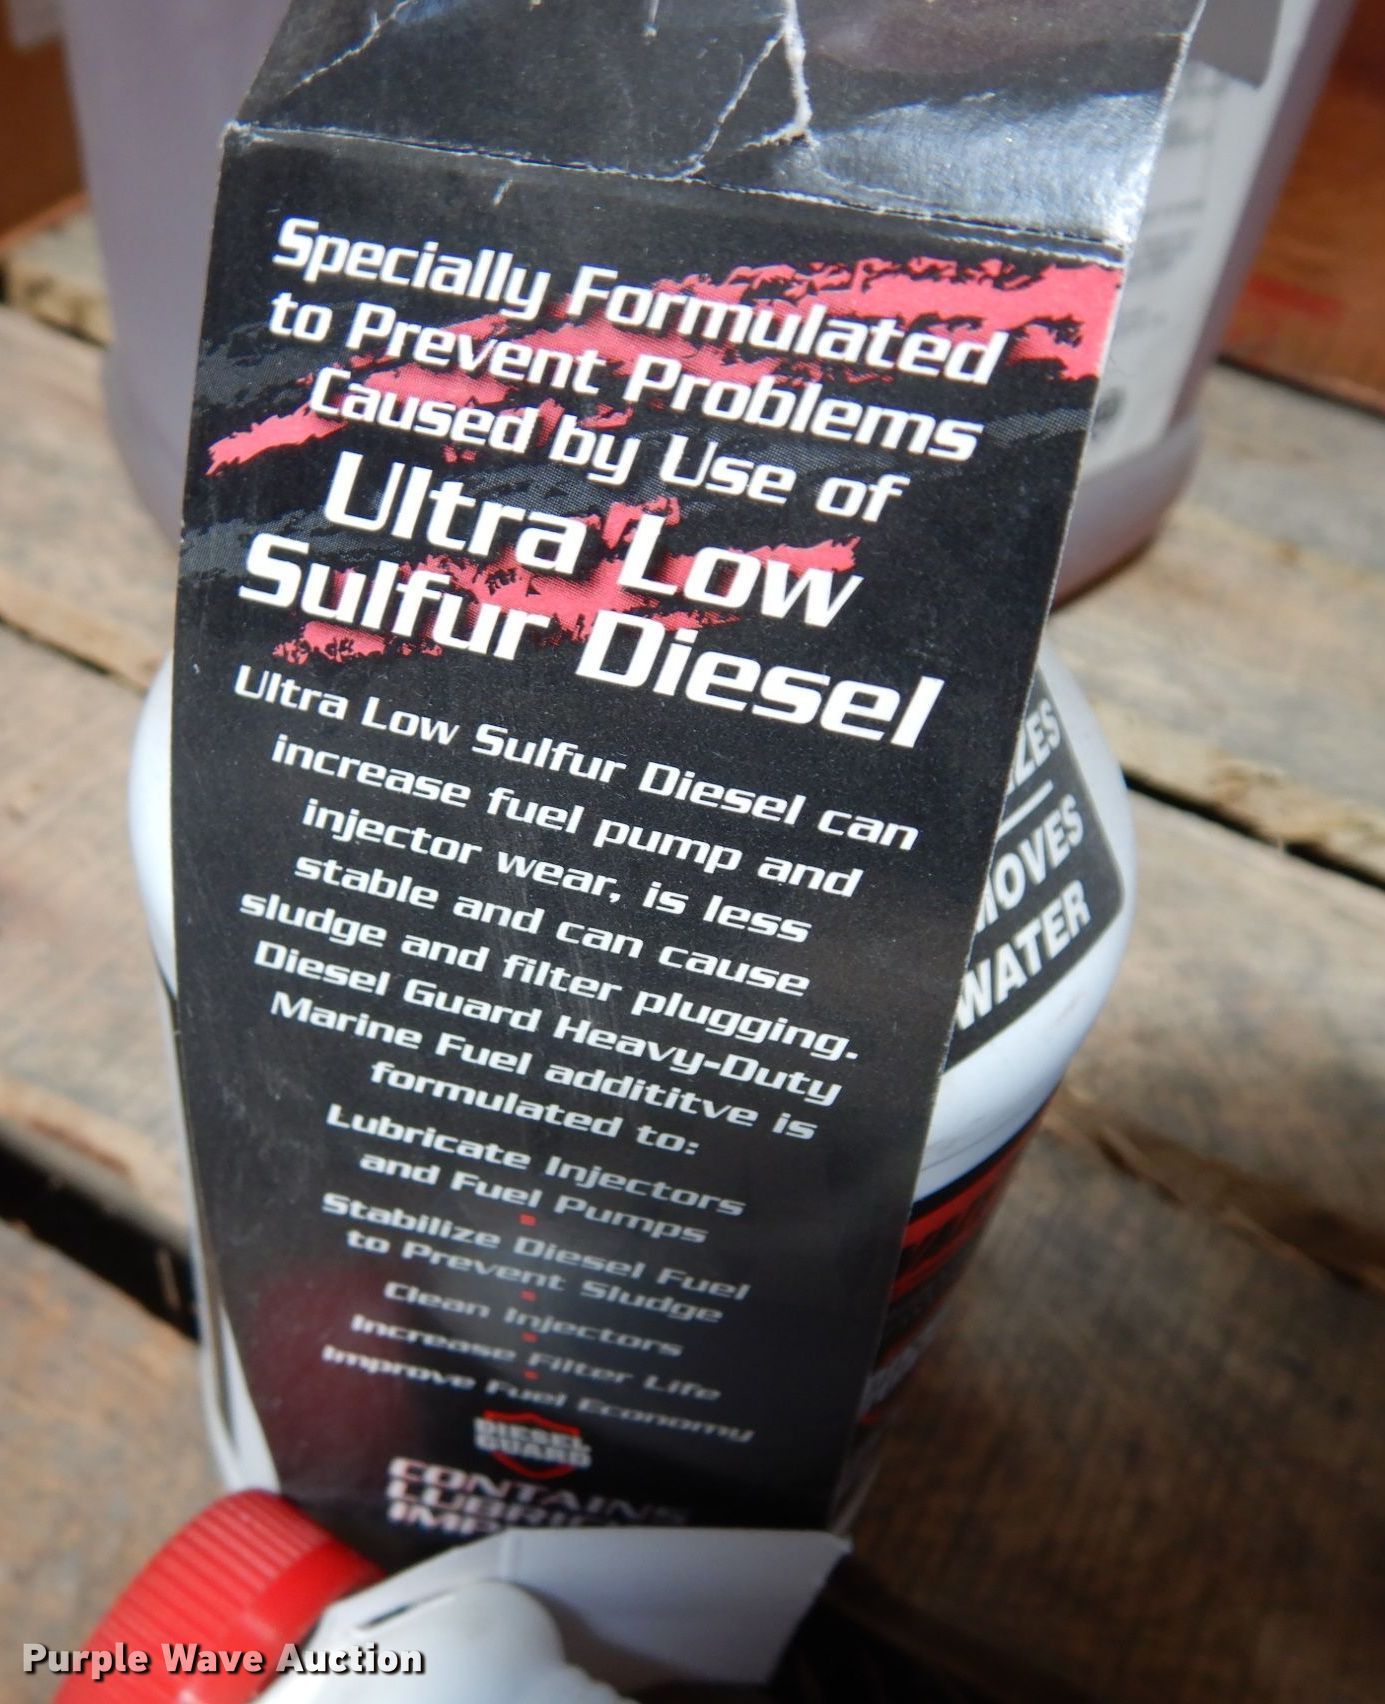 Specially Formulated
to Prevent Problems
Caused by Use of
Ultra Low
Sulfur Diesel
Ultra Low Sulfur Diesel can
increase fuel pump and
injector wear, is less
stable and can cause
sludge and filter plugging.
Diesel Guard Heavy-Duty
Marine Fuel addititve is
formulated to:
Lubricate Injectors
and Fuel Pumps
Stabilize Diesel Fuel
to Prevent Sludge
Clean Injectors
Increase Filter Life
Improve Fuel Economy
DIESEL
GUARD
CONTAINS
WATER
Purple Wave Auction